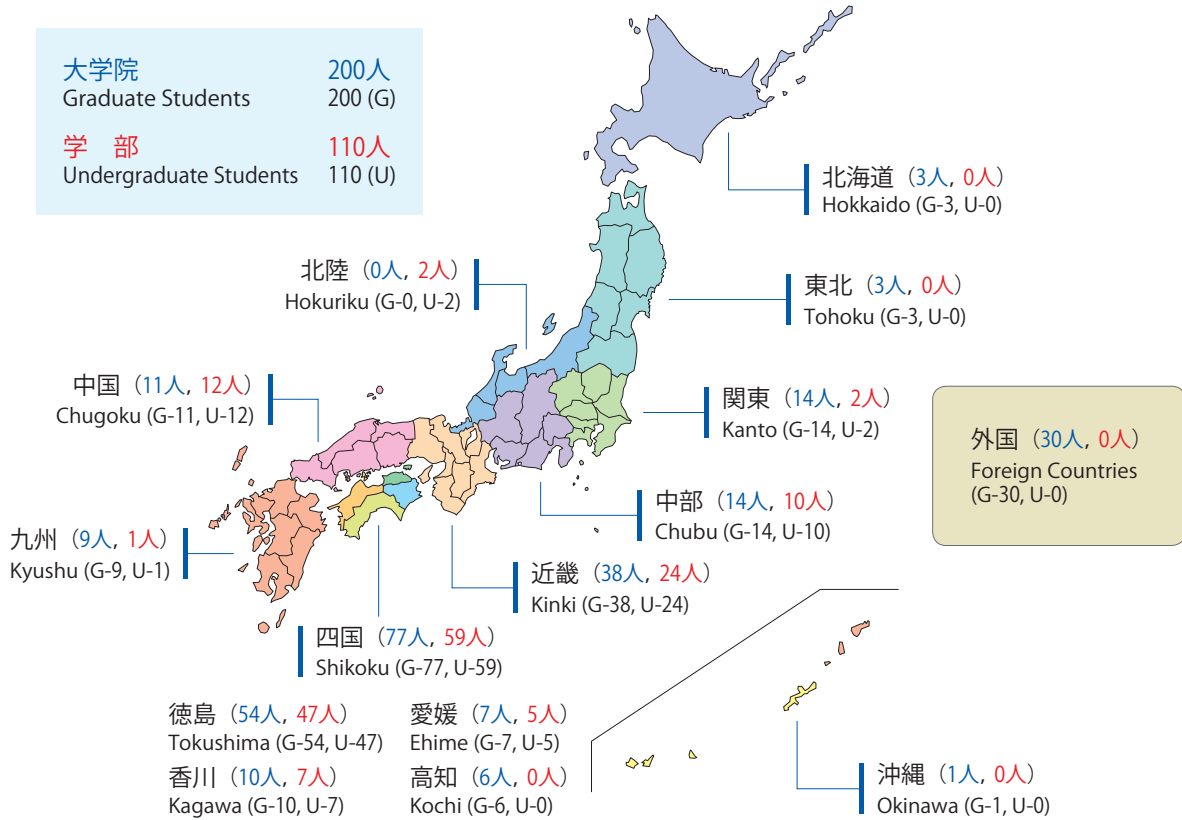 大学院 200人
Graduate Students 200 (G)
学 部 110人
Undergraduate Students 110 (U)
北海道（3人, 0人）
Hokkaido (G-3, U-0)
北陸（0人, 2人）
Hokuriku (G-0, U-2)
東北（3人, 0人）
Tohoku (G-3, U-0)
中国（11人, 12人）
Chugoku (G-11, U-12)
関東（14人, 2人）
Kanto (G-14, U-2)
外国（30人, 0人）
Foreign Countries
(G-30, U-0)
中部（14人, 10人）
Chubu (G-14, U-10)
九州（9人, 1人）
Kyushu (G-9, U-1)
近畿（38人, 24人）
Kinki (G-38, U-24)
四国（77人, 59人）
Shikoku (G-77, U-59)
徳島（54人, 47人）
Tokushima (G-54, U-47)
愛媛（7人, 5人）
Ehime (G-7, U-5)
香川（10人, 7人）
Kagawa (G-10, U-7)
高知（6人, 0人）
Kochi (G-6, U-0)
沖縄（1人, 0人）
Okinawa (G-1, U-0)